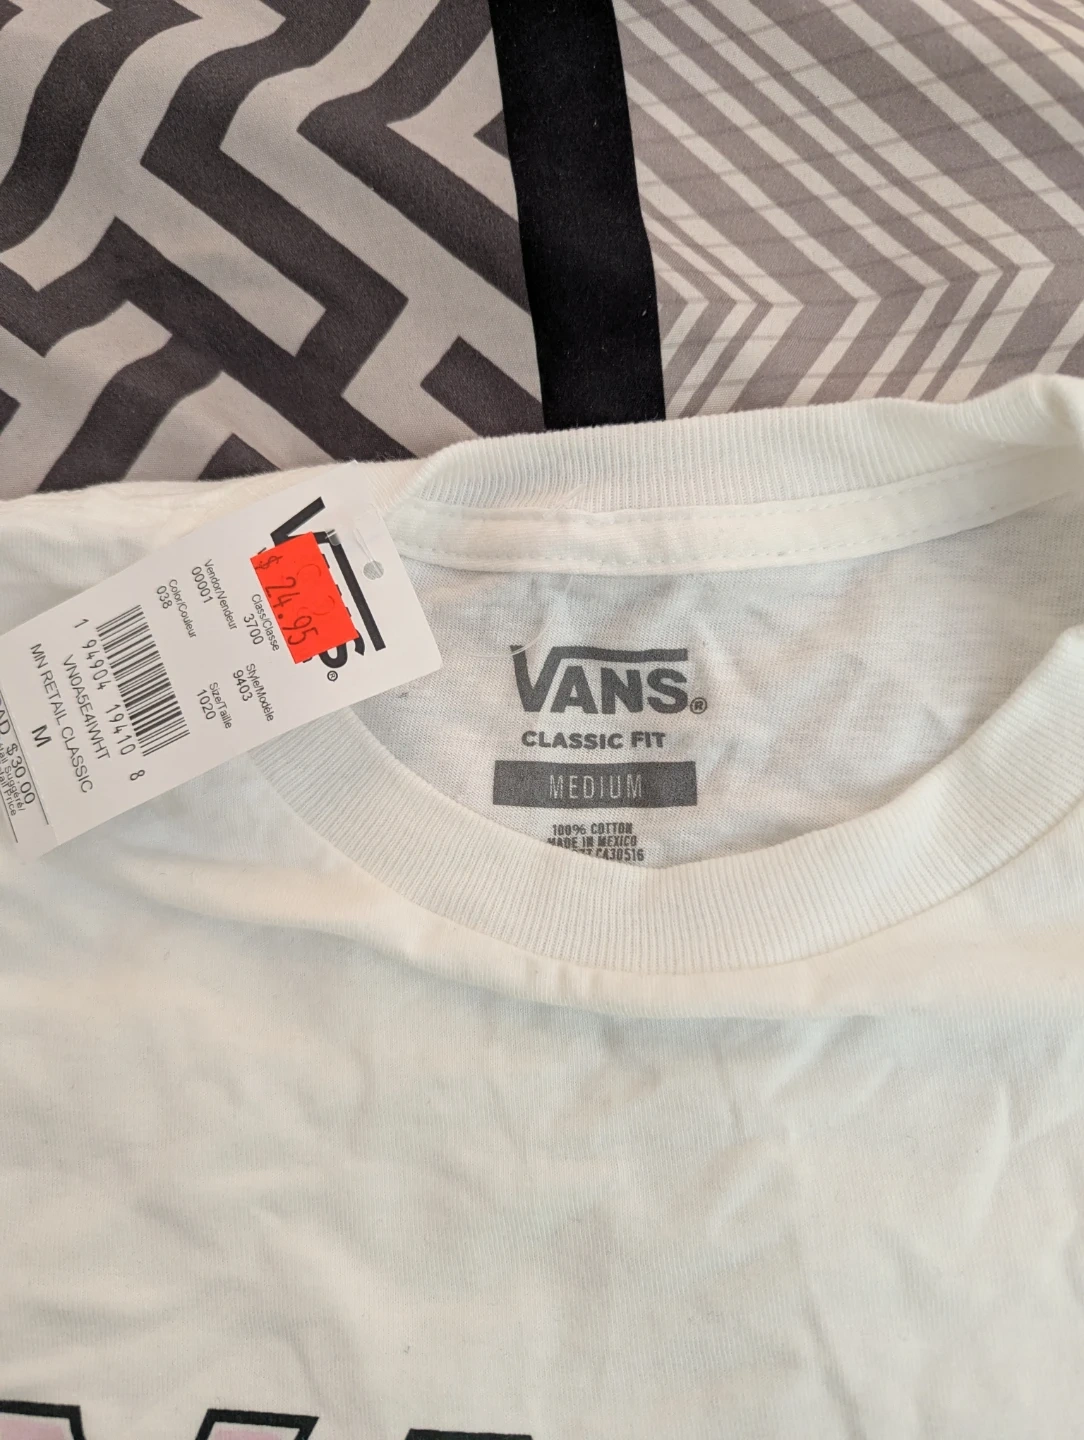 $ 24.95
Vendor/Vendeur
00001
Class/Classe
3700
Style/Modèle
9403
Color/Couleur
038
Size/Taille
1020
1 94904 19410 8
VN0A5E4IWHT
MN RETAIL CLASSIC
M
$30.00
VANS®
CLASSIC FIT
MEDIUM
100% COTTON
MADE IN MEXICO
CA30516